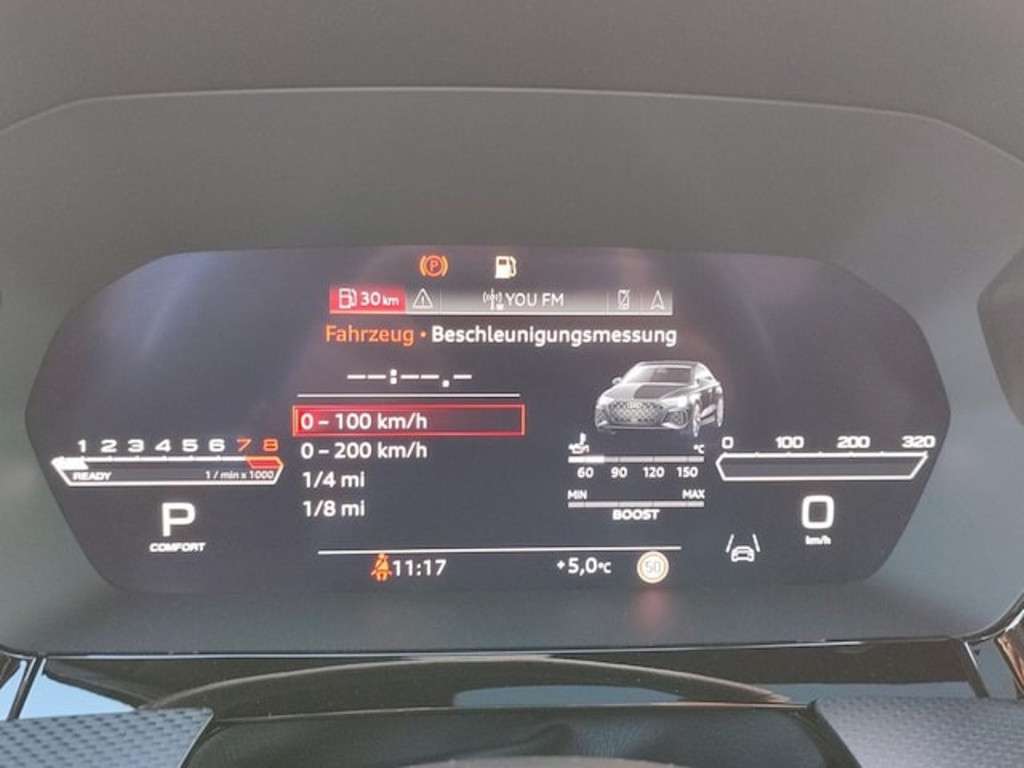 (P)
30 km YOU FM
Fahrzeug • Beschleunigungsmessung
--:--.-
0 – 100 km/h
0 – 200 km/h
1/4 mi
1/8 mi
1 2 3 4 5 6 7 8
READY 1 / min x 1000
P
COMFORT
°C °C
60 90 120 150
MIN MAX
BOOST
0 100 200 320
0
km/h
11:17 +5,0°C 50